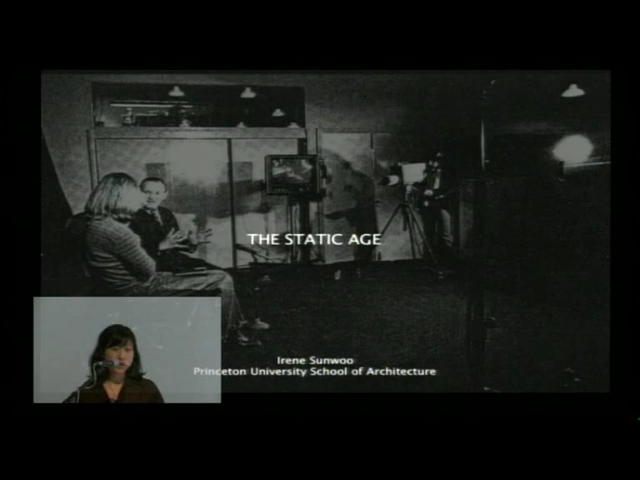 THE STATIC AGE
Irene Sunwoo
Princeton University School of Architecture